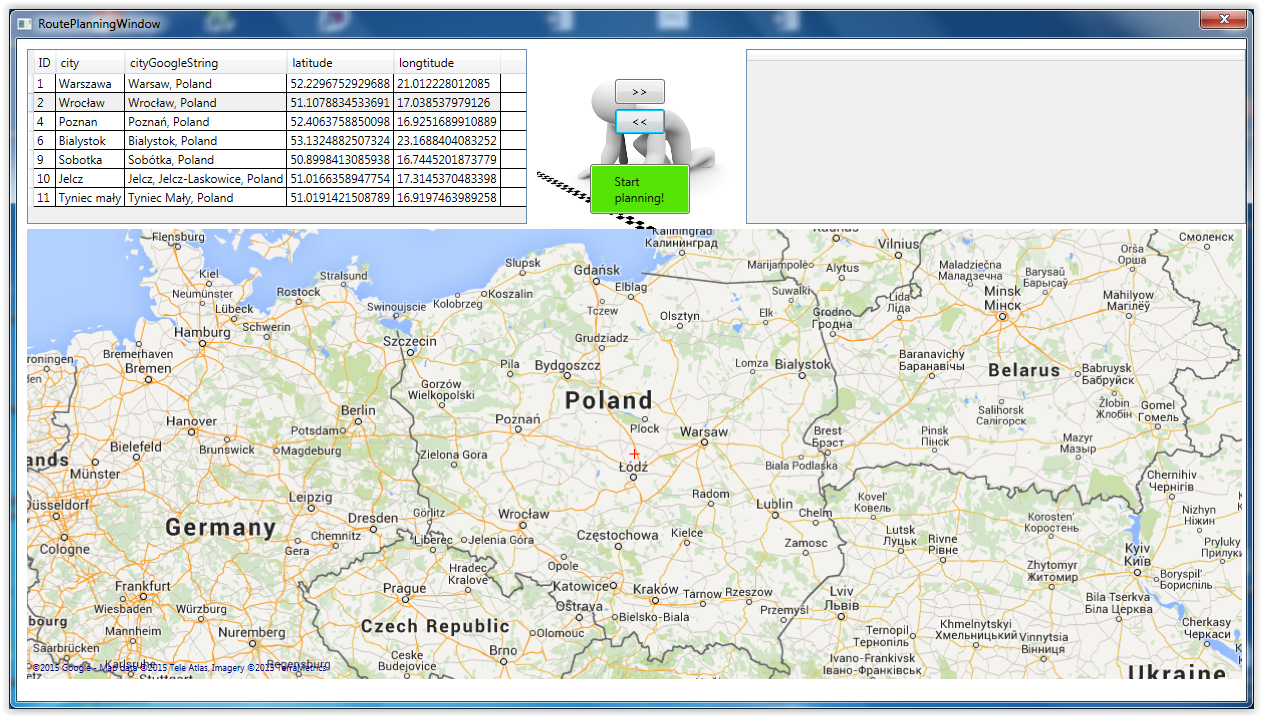 RoutePlanningWindow
ID city cityGoogleString latitude longtitude
1 Warszawa Warsaw, Poland 52.2296752929688 21.012228012085
2 Wrocław Wrocław, Poland 51.1078834533691 17.038537979126
4 Poznan Poznań, Poland 52.4063758850098 16.9251689910889
6 Bialystok Bialystok, Poland 53.1324882507324 23.1688404083252
9 Sobotka Sobótka, Poland 50.8998413085938 16.7445201873779
10 Jelcz Jelcz, Jelcz-Laskowice, Poland 51.0166358947754 17.3145370483398
11 Tyniec mały Tyniec Mały, Poland 51.0191421508789 16.9197463989258
>>
<<
Start
planning!
Flensburg
Kaliningrad
Калининград
Kaunas
Vilnius
Смоленск
Kiel
Neumünster
Stralsund
Rostock
Lübeck
Słupsk
Gdańsk
Elbląg
Marijampolė
Alytus
Maladziečna
Маладзечна
Orša
Орша
Barysaŭ
Барысаў
Swinoujscie
Kolobrzeg
Koszalin
Tczew
Suwalki
Lida
Ліда
Minsk
Мінск
Mahilyow
Магілёў
Hamburg
Schwerin
Szczecin
Olsztyn
Elk
Grodno
Гродна
Grudziadz
Bremerhaven
Bremen
Pila
Bydgoszcz
Lomza
Bialystok
Baranavichy
Баранавічы
Belarus
Babruysk
Бабруйск
Gorzów
Wielkopolski
Poland
Žlobin
Жлобін
Gomel
Гомель
Salihorsk
Салігорск
Hanover
Berlin
Potsdam
Poznań
Plock
Warsaw
Brest
Брэст
Pinsk
Пінск
Mazyr
Мазыр
Bielefeld
Brunswick
Magdeburg
Zielona Gora
Łódź
Biala Podlaska
Münster
Chernihiv
Чернігів
Leipzig
Radom
Lublin
Chełm
Kovel'
Ковель
Düsseldorf
Germany
Dresden
Görlitz
Wrocław
Częstochowa
Kielce
Zamosc
Lutsk
Луцьк
Rivne
Рівне
Korosten'
Коростень
Nizhyn
Ніжин
Cologne
Chemnitz
Gera
Liberec
Jelenia Góra
Kyiv
Київ
Pryluky
Прилуки
Opole
Hradec
Kralove
Zhytomyr
Житомир
Boryspil'
Бориспіль
Frankfurt
Prague
Katowice
Kraków
Tarnow
Rzeszow
Lviv
Львів
Bila Tserkva
Біла Церква
Wiesbaden
Würzburg
Ostrava
Bielsko-Biala
Przemyśl
Mannheim
Nuremberg
Czech Republic
Olomouc
Ternopil
Тернопіль
Khmelnytskyi
Хмельницький
Vinnytsia
Вінниця
Cherkasy
Черкаси
Saarbrücken
Ceske
Budejovice
Brno
Ivano-Frankivsk
Івано-Франківськ
Ukraine
Karlsruhe
Regensburg
Stuttgart
©2015 Google - Map data ©2015 Tele Atlas, Imagery ©2015 TerraMetrics